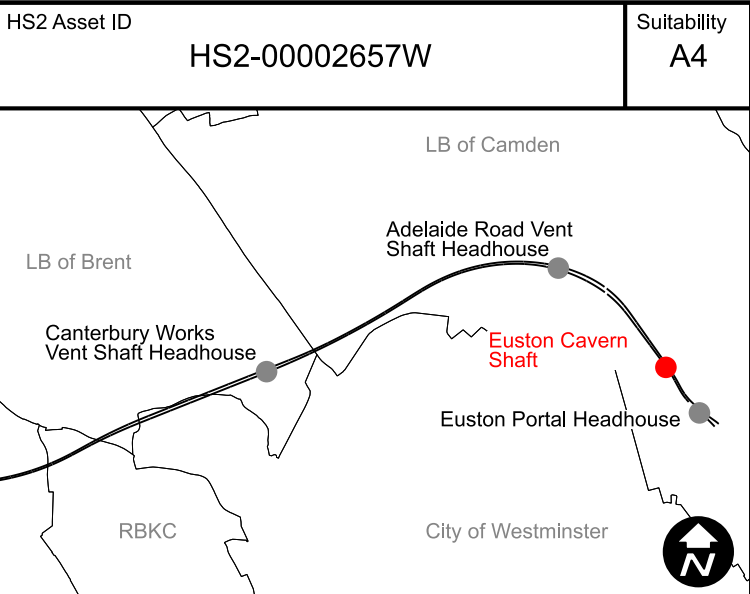 HS2 Asset ID
HS2-00002657W
Suitability
A4
LB of Camden
Adelaide Road Vent
Shaft Headhouse
LB of Brent
Canterbury Works
Vent Shaft Headhouse
Euston Cavern
Shaft
Euston Portal Headhouse
RBKC
City of Westminster
N